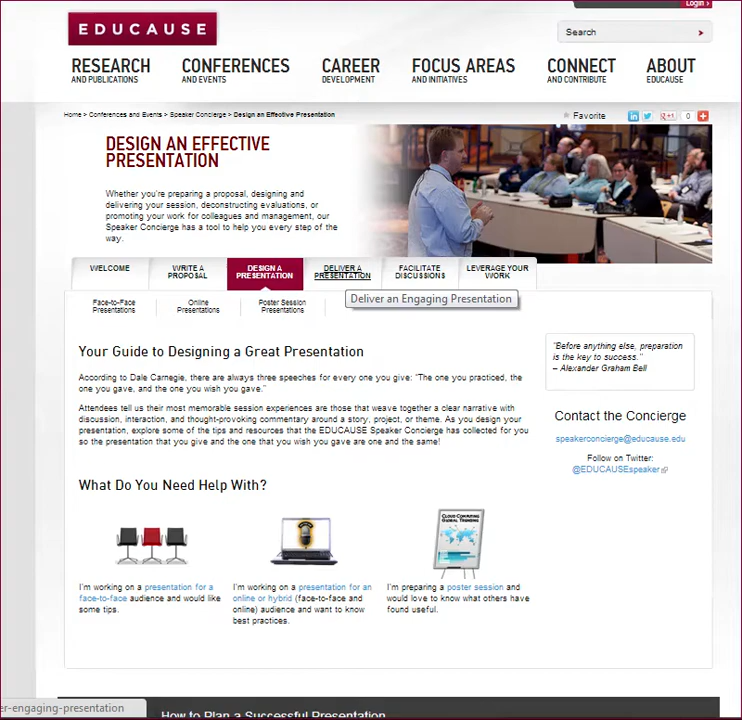 Login ›
EDUCAUSE
Search
RESEARCH
AND PUBLICATIONS
CONFERENCES
AND EVENTS
CAREER
DEVELOPMENT
FOCUS AREAS
AND INITIATIVES
CONNECT
AND CONTRIBUTE
ABOUT
EDUCAUSE
Home > Conferences and Events > Speaker Concierge > Design an Effective Presentation
Favorite
in
g+1
0
DESIGN AN EFFECTIVE
PRESENTATION
Whether you're preparing a proposal, designing and
delivering your session, deconstructing evaluations, or
promoting your work for colleagues and management, our
Speaker Concierge has a tool to help you every step of the
way.
WELCOME
WRITE A
PROPOSAL
DESIGN A
PRESENTATION
DELIVER A
PRESENTATION
FACILITATE
DISCUSSIONS
LEVERAGE YOUR
WORK
Face-to-Face
Presentations
Online
Presentations
Poster Session
Presentations
Deliver an Engaging Presentation
Your Guide to Designing a Great Presentation
According to Dale Carnegie, there are always three speeches for every one you give: "The one you practiced, the
one you gave, and the one you wish you gave."
Attendees tell us their most memorable session experiences are those that weave together a clear narrative with
discussion, interaction, and thought-provoking commentary around a story, project, or theme. As you design your
presentation, explore some of the tips and resources that the EDUCAUSE Speaker Concierge has collected for you
so the presentation that you give and the one that you wish you gave are one and the same!
"Before anything else, preparation
is the key to success."
– Alexander Graham Bell
Contact the Concierge
speakerconcierge@educause.edu
Follow on Twitter:
@EDUCAUSEspeaker
What Do You Need Help With?
CLOUD COMPUTING
GLOBAL TRENDING
I'm working on a presentation for a
face-to-face audience and would like
some tips.
I'm working on a presentation for an
online or hybrid (face-to-face and
online) audience and want to know
best practices.
I'm preparing a poster session and
would love to know what others have
found useful.
er-engaging-presentation
How to Plan a Successful Presentation